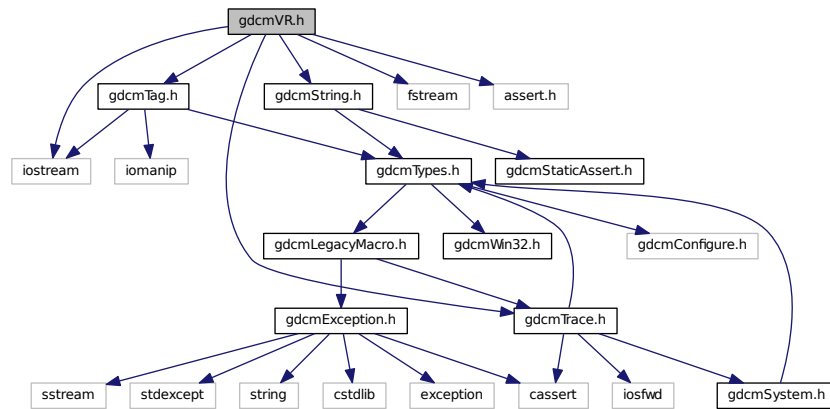 gdcmVR.h
gdcmTag.h
gdcmString.h
fstream
assert.h
iostream
iomanip
gdcmTypes.h
gdcmStaticAssert.h
gdcmLegacyMacro.h
gdcmWin32.h
gdcmConfigure.h
gdcmException.h
gdcmTrace.h
sstream
stdexcept
string
cstdlib
exception
cassert
iosfwd
gdcmSystem.h